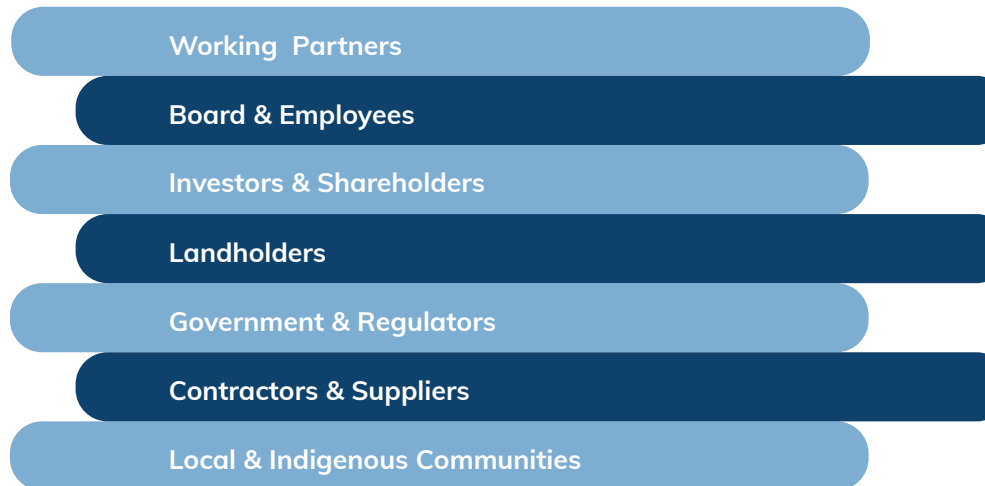 Working  Partners
Board & Employees
Investors & Shareholders
Landholders
Government & Regulators
Contractors & Suppliers
Local & Indigenous Communities